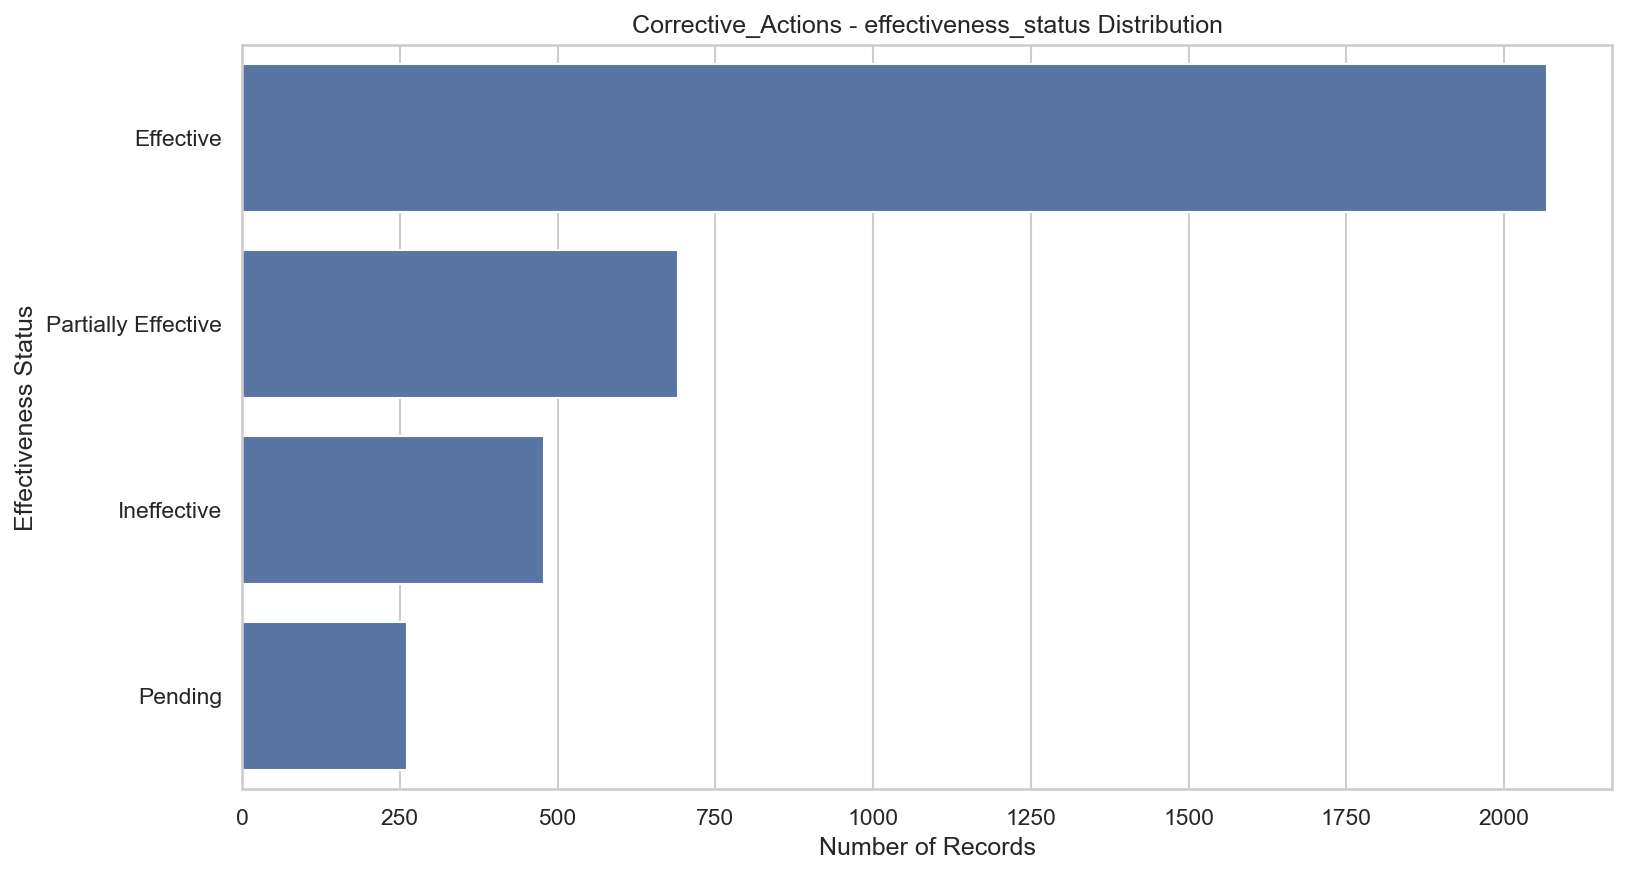 Corrective_Actions - effectiveness_status Distribution
Effectiveness Status
Effective
Partially Effective
Ineffective
Pending
0 250 500 750 1000 1250 1500 1750 2000
Number of Records